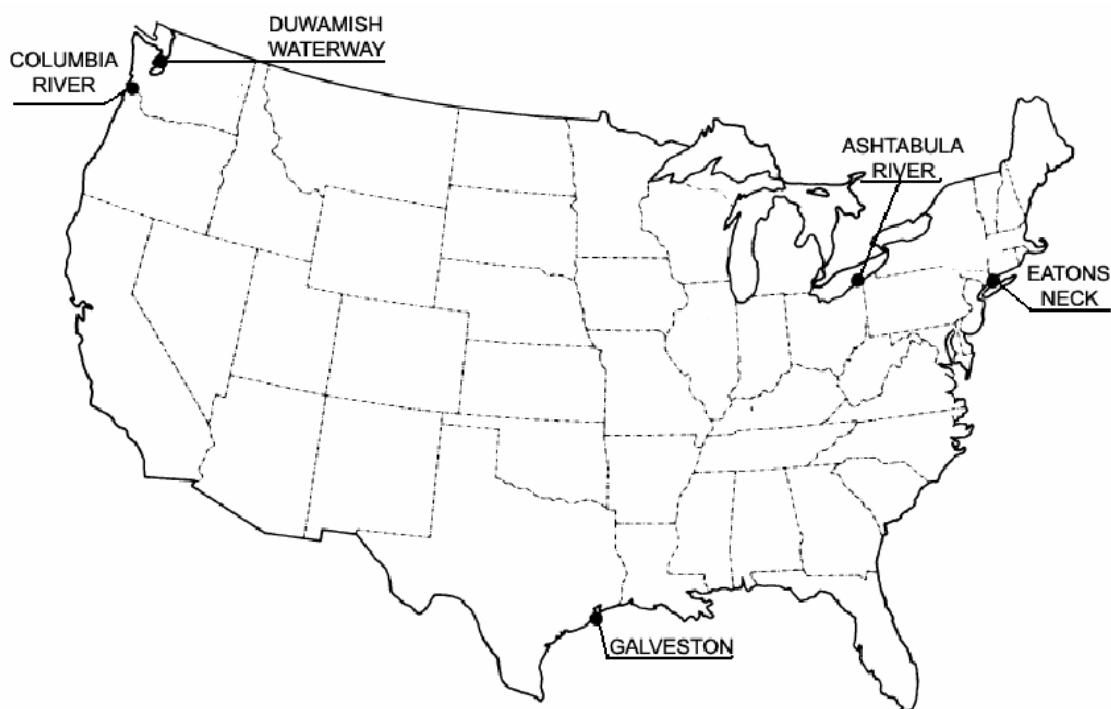 DUWAMISH
WATERWAY
COLUMBIA
RIVER
ASHTABULA
RIVER
EATONS
NECK
GALVESTON